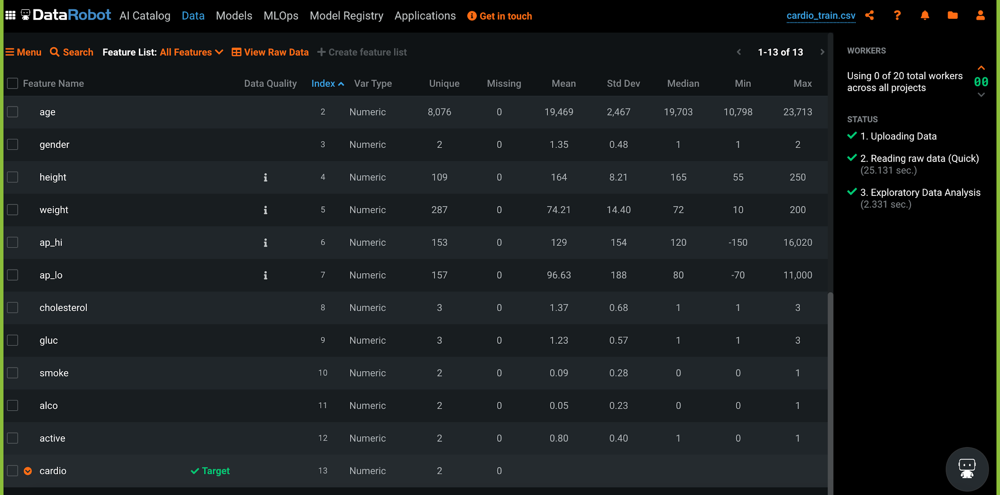 DataRobot AI Catalog Data Models MLOps Model Registry Applications Get in touch cardio_train.csv
Menu Search Feature List: All Features View Raw Data Create feature list 1-13 of 13
Feature Name Data Quality Index Var Type Unique Missing Mean Std Dev Median Min Max
age 2 Numeric 8,076 0 19,469 2,467 19,703 10,798 23,713
gender 3 Numeric 2 0 1.35 0.48 1 1 2
height 4 Numeric 109 0 164 8.21 165 55 250
weight 5 Numeric 287 0 74.21 14.40 72 10 200
ap_hi 6 Numeric 153 0 129 154 120 -150 16,020
ap_lo 7 Numeric 157 0 96.63 188 80 -70 11,000
cholesterol 8 Numeric 3 0 1.37 0.68 1 1 3
gluc 9 Numeric 3 0 1.23 0.57 1 1 3
smoke 10 Numeric 2 0 0.09 0.28 0 0 1
alco 11 Numeric 2 0 0.05 0.23 0 0 1
active 12 Numeric 2 0 0.80 0.40 1 0 1
cardio Target 13 Numeric 2 0
WORKERS
Using 0 of 20 total workers
across all projects
00
STATUS
1. Uploading Data
2. Reading raw data (Quick)
(25.131 sec.)
3. Exploratory Data Analysis
(2.331 sec.)